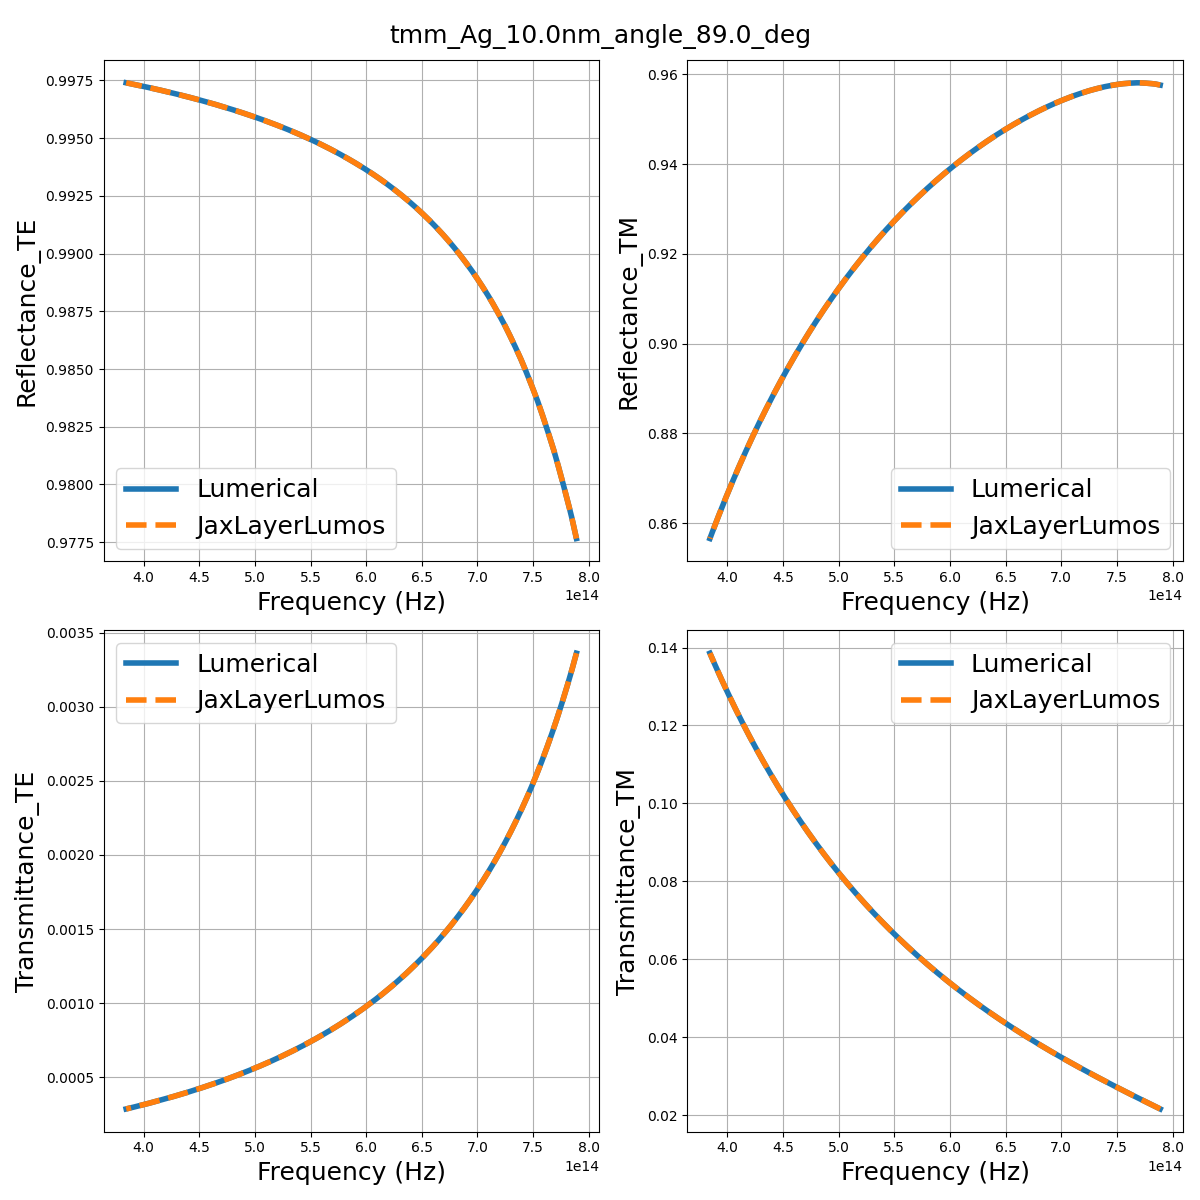 tmm_Ag_10.0nm_angle_89.0_deg
Reflectance_TE
0.9975
0.9950
0.9925
0.9900
0.9875
0.9850
0.9825
0.9800
0.9775
Lumerical
JaxLayerLumos
4.0 4.5 5.0 5.5 6.0 6.5 7.0 7.5 8.0
1e14
Frequency (Hz)
Reflectance_TM
0.96
0.94
0.92
0.90
0.88
0.86
Lumerical
JaxLayerLumos
4.0 4.5 5.0 5.5 6.0 6.5 7.0 7.5 8.0
1e14
Frequency (Hz)
Transmittance_TE
0.0035
0.0030
0.0025
0.0020
0.0015
0.0010
0.0005
Lumerical
JaxLayerLumos
4.0 4.5 5.0 5.5 6.0 6.5 7.0 7.5 8.0
1e14
Frequency (Hz)
Transmittance_TM
0.14
0.12
0.10
0.08
0.06
0.04
0.02
Lumerical
JaxLayerLumos
4.0 4.5 5.0 5.5 6.0 6.5 7.0 7.5 8.0
1e14
Frequency (Hz)